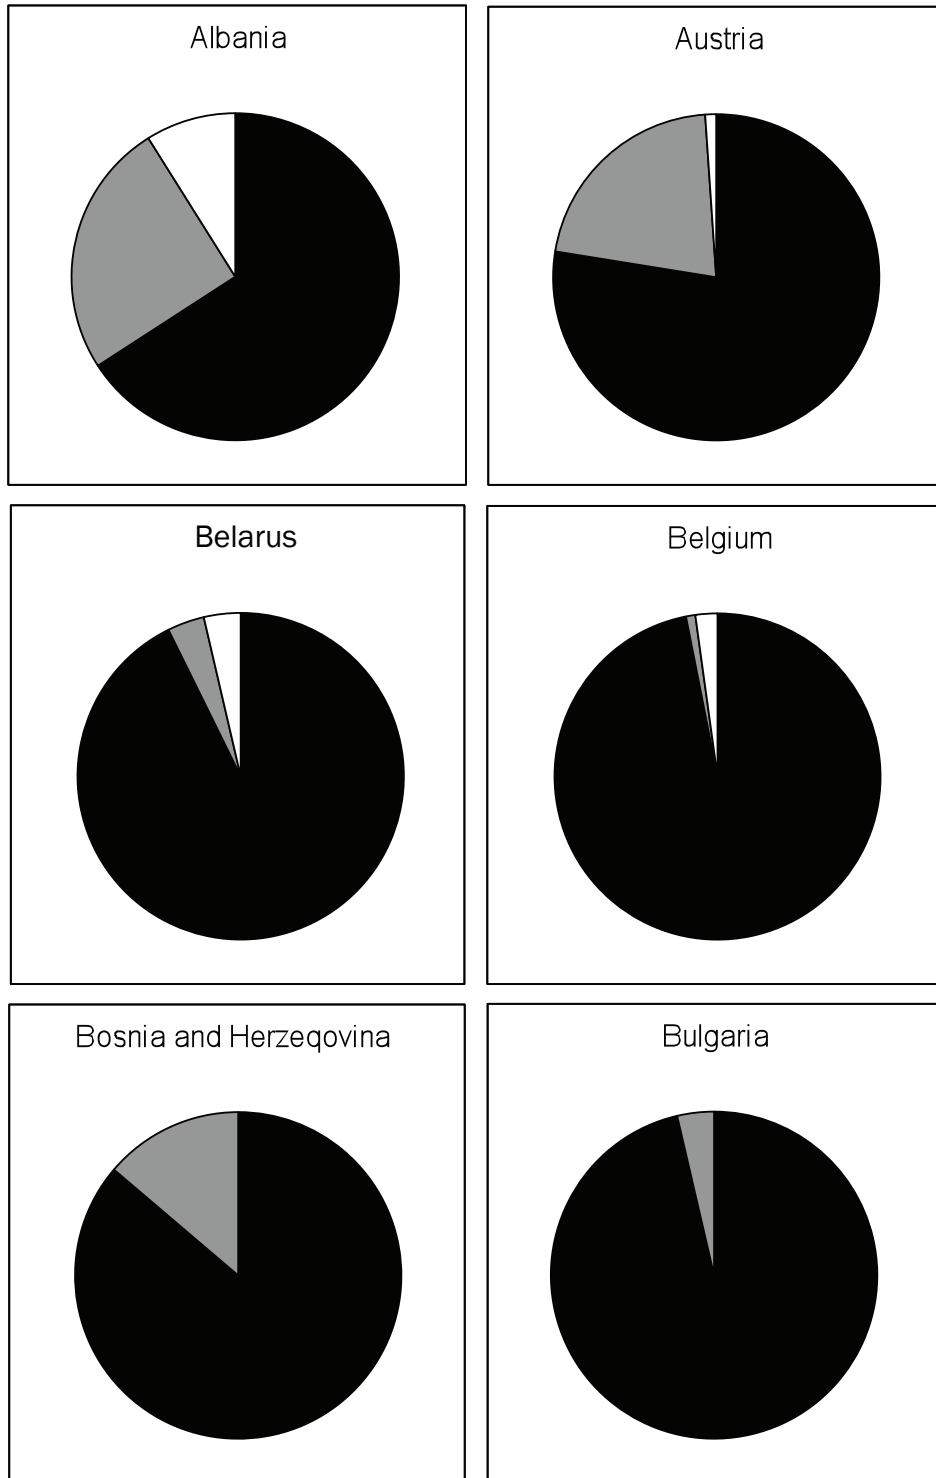 Albania
Austria
Belarus
Belgium
Bosnia and Herzeqovina
Bulgaria